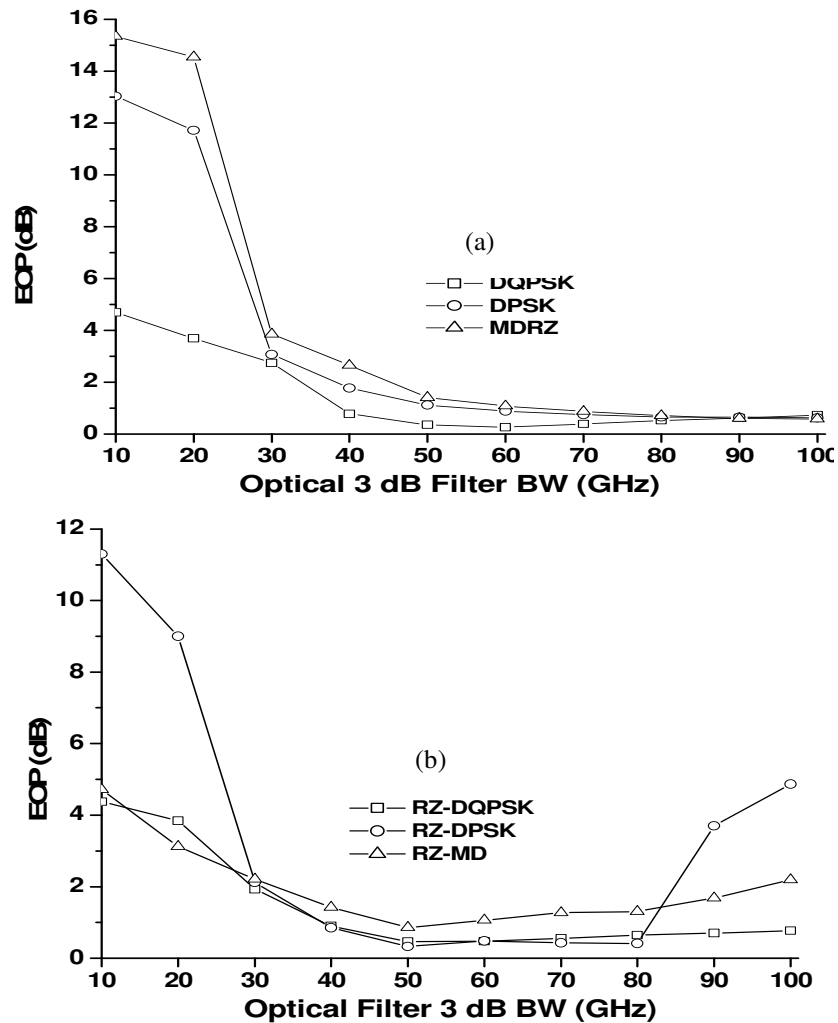 16
14
12
10
8
6
4
2
0
EOP (dB)
(a)
DQPSK
DPSK
MDRZ
10 20 30 40 50 60 70 80 90 100
Optical 3 dB Filter BW (GHz)
12
10
8
6
4
2
0
EOP (dB)
(b)
RZ-DQPSK
RZ-DPSK
RZ-MD
10 20 30 40 50 60 70 80 90 100
Optical Filter 3 dB BW (GHz)